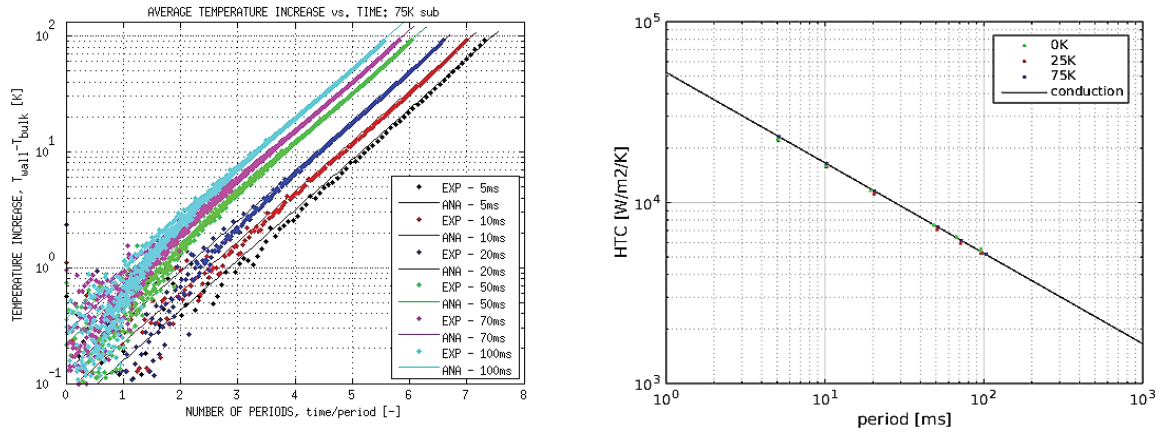 AVERAGE TEMPERATURE INCREASE vs. TIME: 75K sub
10^2
10^1
10^0
10^-1
TEMPERATURE INCREASE, T_wall-T_bulk [K]
EXP - 5ms
ANA - 5ms
EXP - 10ms
ANA - 10ms
EXP - 20ms
ANA - 20ms
EXP - 50ms
ANA - 50ms
EXP - 70ms
ANA - 70ms
EXP - 100ms
ANA - 100ms
0 1 2 3 4 5 6 7 8
NUMBER OF PERIODS, time/period [-]
10^5
10^4
10^3
HTC [W/m2/K]
0K
25K
75K
conduction
10^0 10^1 10^2 10^3
period [ms]